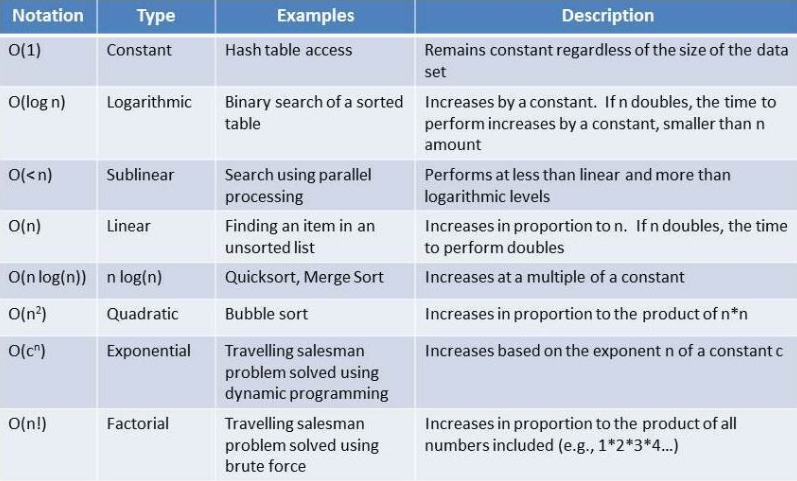 Notation Type Examples Description
O(1) Constant Hash table access Remains constant regardless of the size of the data
set
O(log n) Logarithmic Binary search of a sorted Increases by a constant. If n doubles, the time to
table perform increases by a constant, smaller than n
amount
O(<n) Sublinear Search using parallel Performs at less than linear and more than
processing logarithmic levels
O(n) Linear Finding an item in an Increases in proportion to n. If n doubles, the time
unsorted list to perform doubles
O(n log(n)) n log(n) Quicksort, Merge Sort Increases at a multiple of a constant
O(n²) Quadratic Bubble sort Increases in proportion to the product of n*n
O(cⁿ) Exponential Travelling salesman Increases based on the exponent n of a constant c
problem solved using
dynamic programming
O(n!) Factorial Travelling salesman Increases in proportion to the product of all
problem solved using numbers included (e.g., 1*2*3*4...)
brute force